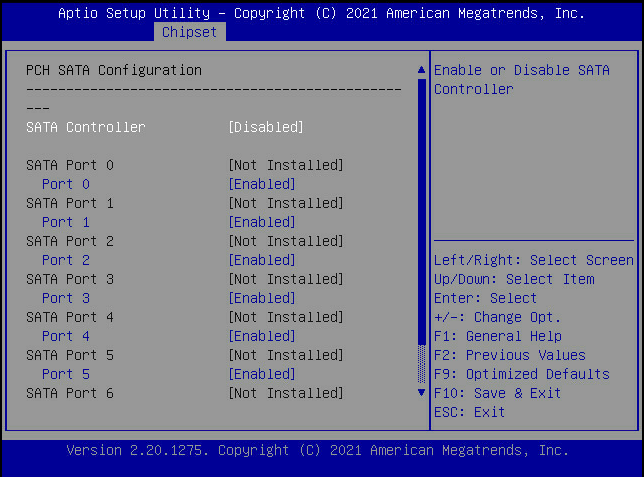 Aptio Setup Utility – Copyright (C) 2021 American Megatrends, Inc.
Chipset
PCH SATA Configuration
-----------------------------------------------
---
SATA Controller [Disabled]
SATA Port 0 [Not Installed]
Port 0 [Enabled]
SATA Port 1 [Not Installed]
Port 1 [Enabled]
SATA Port 2 [Not Installed]
Port 2 [Enabled]
SATA Port 3 [Not Installed]
Port 3 [Enabled]
SATA Port 4 [Not Installed]
Port 4 [Enabled]
SATA Port 5 [Not Installed]
Port 5 [Enabled]
SATA Port 6 [Not Installed]
Enable or Disable SATA
Controller
Left/Right: Select Screen
Up/Down: Select Item
Enter: Select
+/-: Change Opt.
F1: General Help
F2: Previous Values
F9: Optimized Defaults
F10: Save & Exit
ESC: Exit
Version 2.20.1275. Copyright (C) 2021 American Megatrends, Inc.